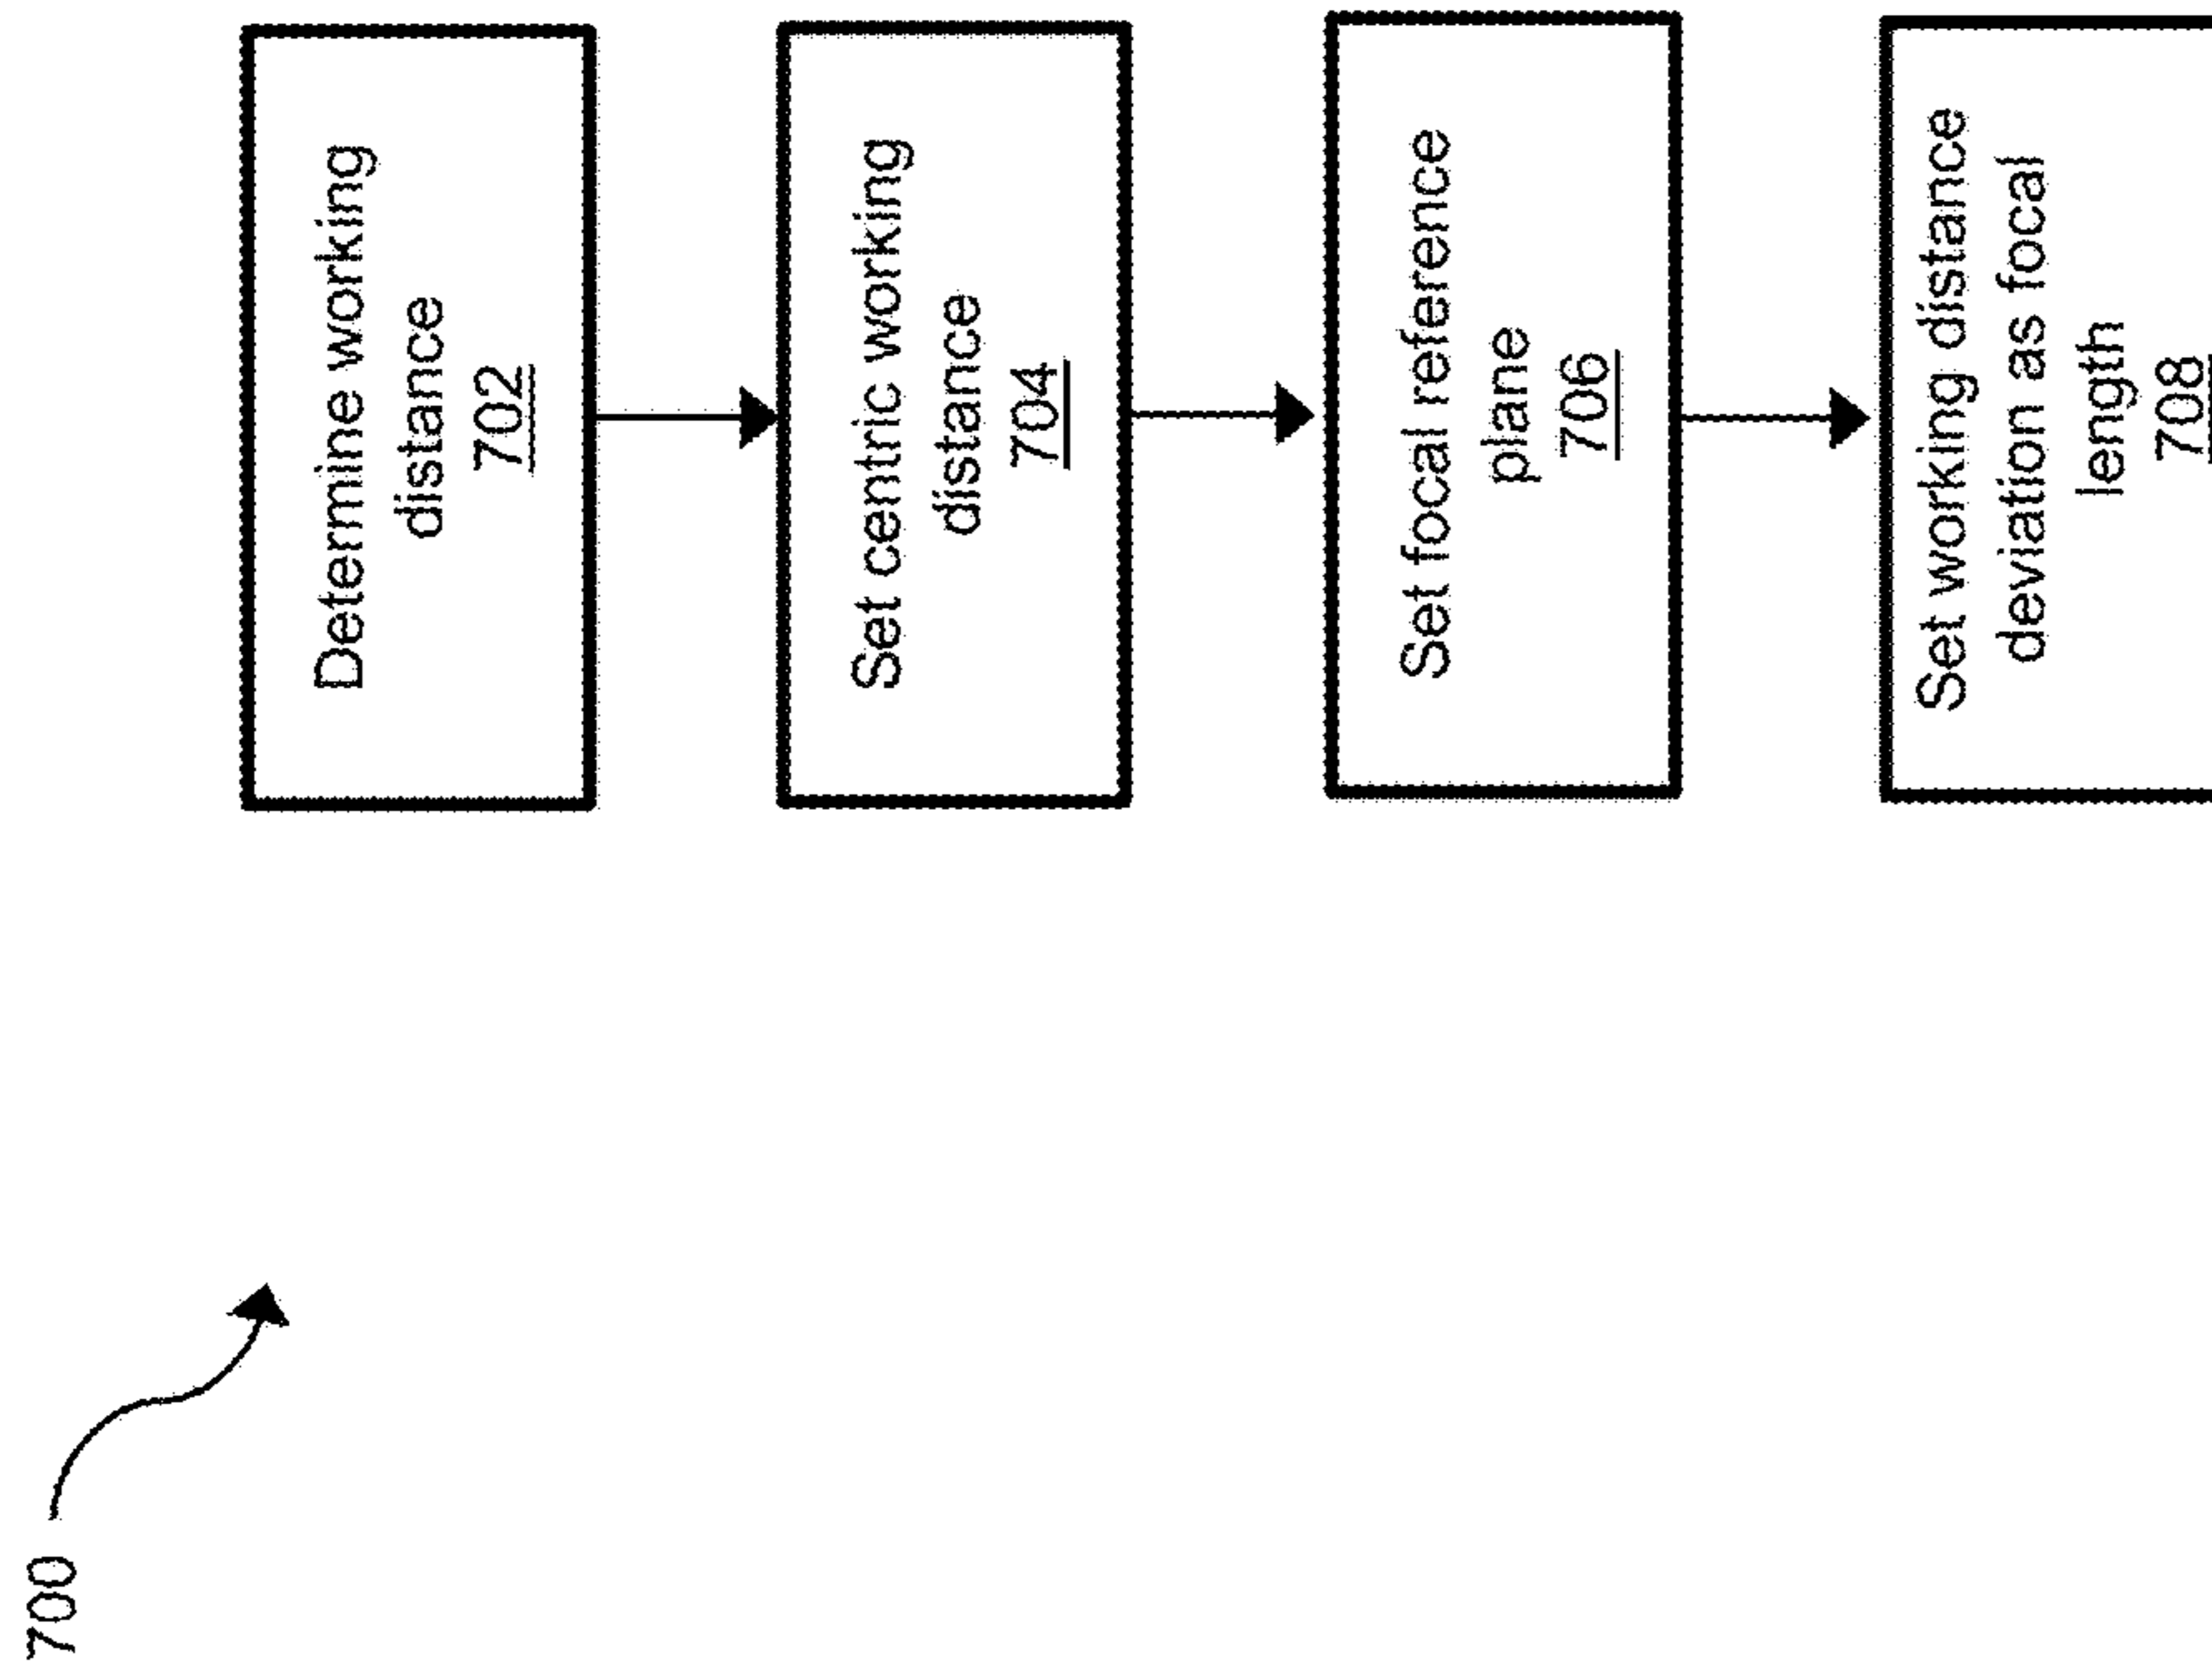 700
Determine working
distance
702
Set centric working
distance
704
Set focal reference
plane
706
Set working distance
deviation as focal
length
708